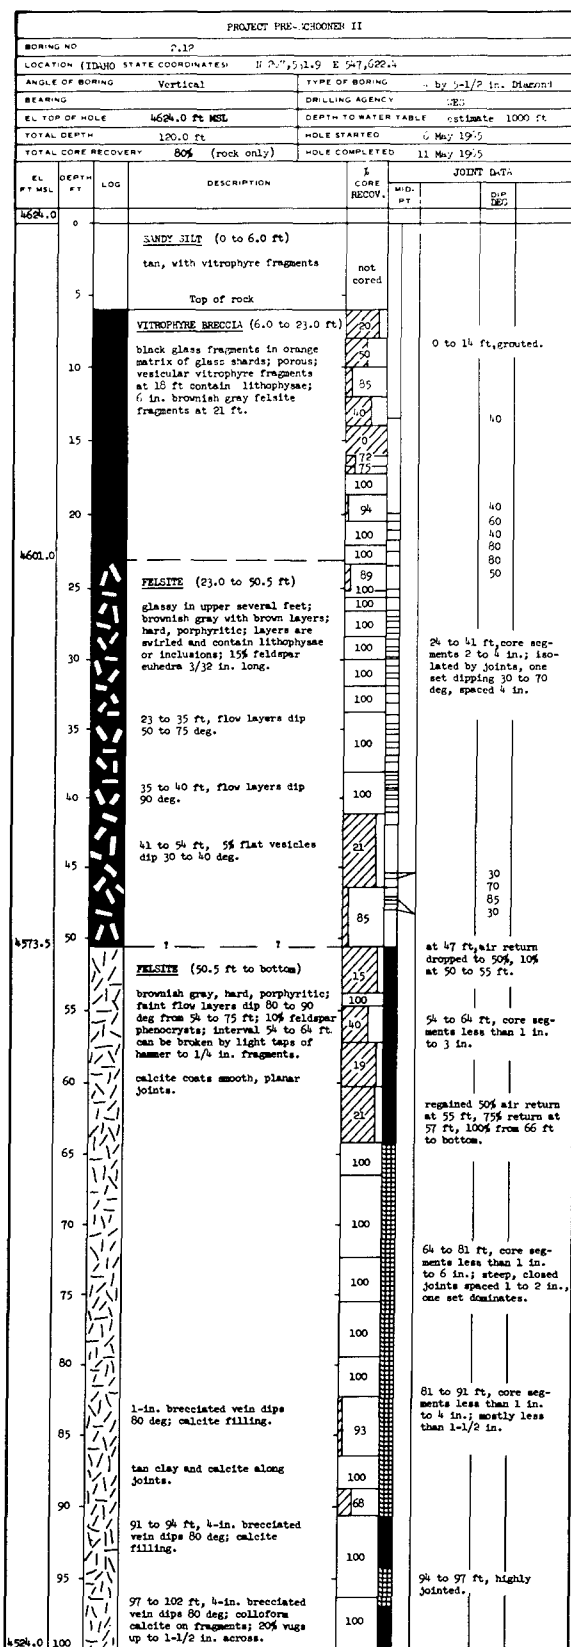 PROJECT PRE-SCHOONER II
BORING NO
LOCATION (IDAHO STATE COORDINATES) E 547,622.4
ANGLE OF BORING Vertical TYPE OF BORING by 5-1/2 in. Diamond
BEARING DRILLING AGENCY
EL TOP OF HOLE 4624.0 ft MSL DEPTH TO WATER TABLE estimate 1000 ft
TOTAL DEPTH 120.0 ft HOLE STARTED
TOTAL CORE RECOVERY 80% (rock only) HOLE COMPLETED
EL FT MSL DEPTH FT LOG DESCRIPTION % CORE RECOV. JOINT DATA
MID. PT DIP DEG
4624.0 0
SANDY SILT (0 to 6.0 ft)
tan, with vitrophyre fragments
not
cored
5
Top of rock
VITROPHYRE BRECCIA (6.0 to 23.0 ft) 20
0 to 14 ft, grouted.
black glass fragments in orange 50
matrix of glass shards; porous;
10
vesicular vitrophyre fragments
at 18 ft contain lithophysae; 85
6 in. brownish gray felsite
fragments at 21 ft. 40
40
15 0
72
75
100
94 40
20
60
100 40
80
4601.0 100 80
89 50
FELSITE (23.0 to 50.5 ft)
25 100
glassy in upper several feet; 100
brownish gray with brown layers;
hard, porphyritic; layers are 100
swirled and contain lithophysae
or inclusions; 15% feldspar 100
euhedra 3/32 in. long.
30 100
24 to 41 ft, core seg-
ments 2 to 4 in.; iso-
lated by joints, one
set dipping 30 to 70
deg, spaced 4 in.
100
23 to 35 ft, flow layers dip
50 to 75 deg.
35
100
35 to 40 ft, flow layers dip
90 deg.
40 100
41 to 54 ft, 5% flat vesicles
dip 30 to 40 deg.
21
45
30
70
85
30
85
4573.5 50 ? ?
at 47 ft, air return
dropped to 50%, 10%
at 50 to 55 ft.
FELSITE (50.5 ft to bottom)
15
brownish gray, hard, porphyritic;
faint flow layers dip 80 to 90 100
deg from 54 to 75 ft; 10% feldspar
phenocrysts; interval 54 to 64 ft 40
can be broken by light taps of
hammer to 1/4 in. fragments.
55
54 to 64 ft, core seg-
ments less than 1 in.
to 3 in.
19
calcite coats smooth, planar
joints.
60
21
regained 50% air return
at 55 ft, 75% return at
57 ft, 100% from 66 ft
to bottom.
65
100
70 100
64 to 81 ft, core seg-
ments less than 1 in.
to 6 in.; steep, closed
joints spaced 1 to 2 in.,
one set dominates.
100
75
100
80
100
81 to 91 ft, core seg-
ments less than 1 in.
to 4 in.; mostly less
than 1-1/2 in.
1-in. brecciated vein dips
80 deg; calcite filling.
93
85
tan clay and calcite along
joints.
100
90 68
91 to 94 ft, 4-in. brecciated
vein dips 80 deg; calcite
filling.
100
95
94 to 97 ft, highly
jointed.
97 to 102 ft, 4-in. brecciated
vein dips 80 deg; colloform
calcite on fragments; 20% vugs
up to 1-1/2 in. across.
100
4524.0 100